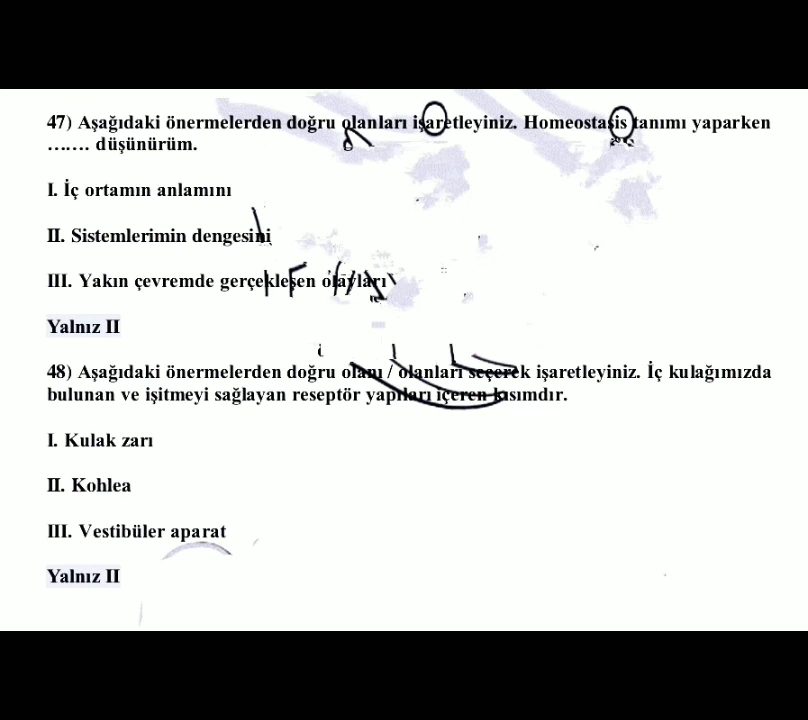 47) Aşağıdaki önermelerden doğru olanları işaretleyiniz. Homeostasis tanımı yaparken
....... düşünürüm.
I. İç ortamın anlamını
II. Sistemlerimin dengesini
III. Yakın çevremde gerçekleşen olayları
Yalnız II
48) Aşağıdaki önermelerden doğru olanı / olanları seçerek işaretleyiniz. İç kulağımızda
bulunan ve işitmeyi sağlayan reseptör yapıları içeren kısımdır.
I. Kulak zarı
II. Kohlea
III. Vestibüler aparat
Yalnız II